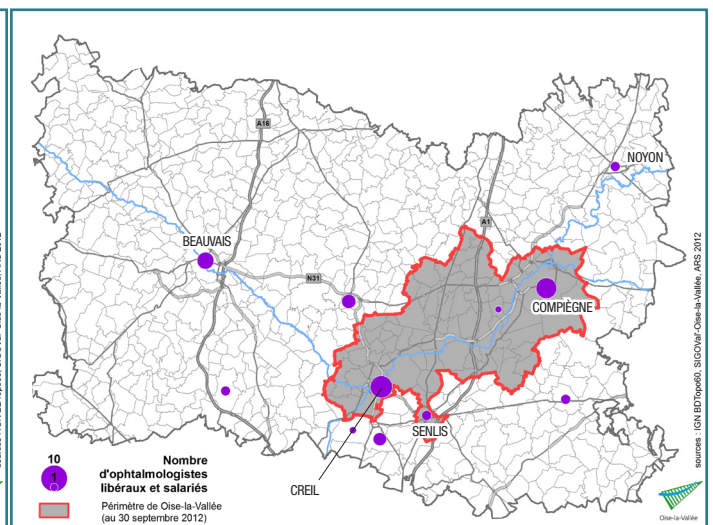 A16
NOYON
A1
BEAUVAIS
N31
COMPIÈGNE
SENLIS
CREIL
10
1
Nombre
d'ophtalmologistes
libéraux et salariés
Périmètre de Oise-la-Vallée
(au 30 septembre 2012)
sources : IGN BDTopo60, SIGOVal²-Oise-la-Vallée, ARS 2012
Oise-la-Vallée